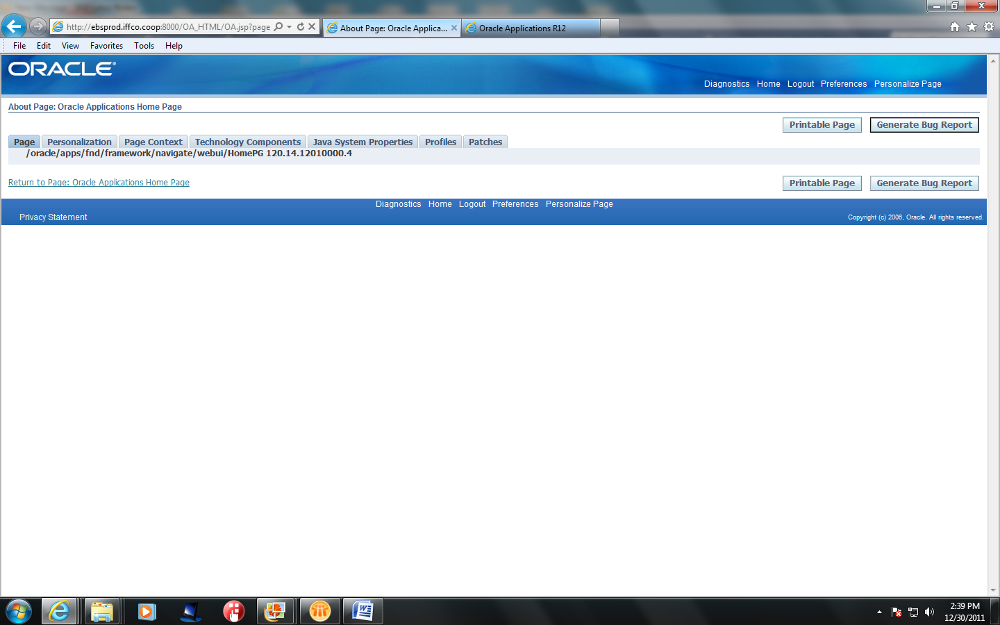 http://ebsprod.iffco.coop:8000/OA_HTML/OA.jsp?page
About Page: Oracle Applica...
Oracle Applications R12
File Edit View Favorites Tools Help
ORACLE®
Diagnostics Home Logout Preferences Personalize Page
About Page: Oracle Applications Home Page
Printable Page Generate Bug Report
Page Personalization Page Context Technology Components Java System Properties Profiles Patches
/oracle/apps/fnd/framework/navigate/webui/HomePG 120.14.12010000.4
Return to Page: Oracle Applications Home Page
Printable Page Generate Bug Report
Diagnostics Home Logout Preferences Personalize Page
Privacy Statement
Copyright (c) 2006, Oracle. All rights reserved.
2:39 PM
12/30/2011